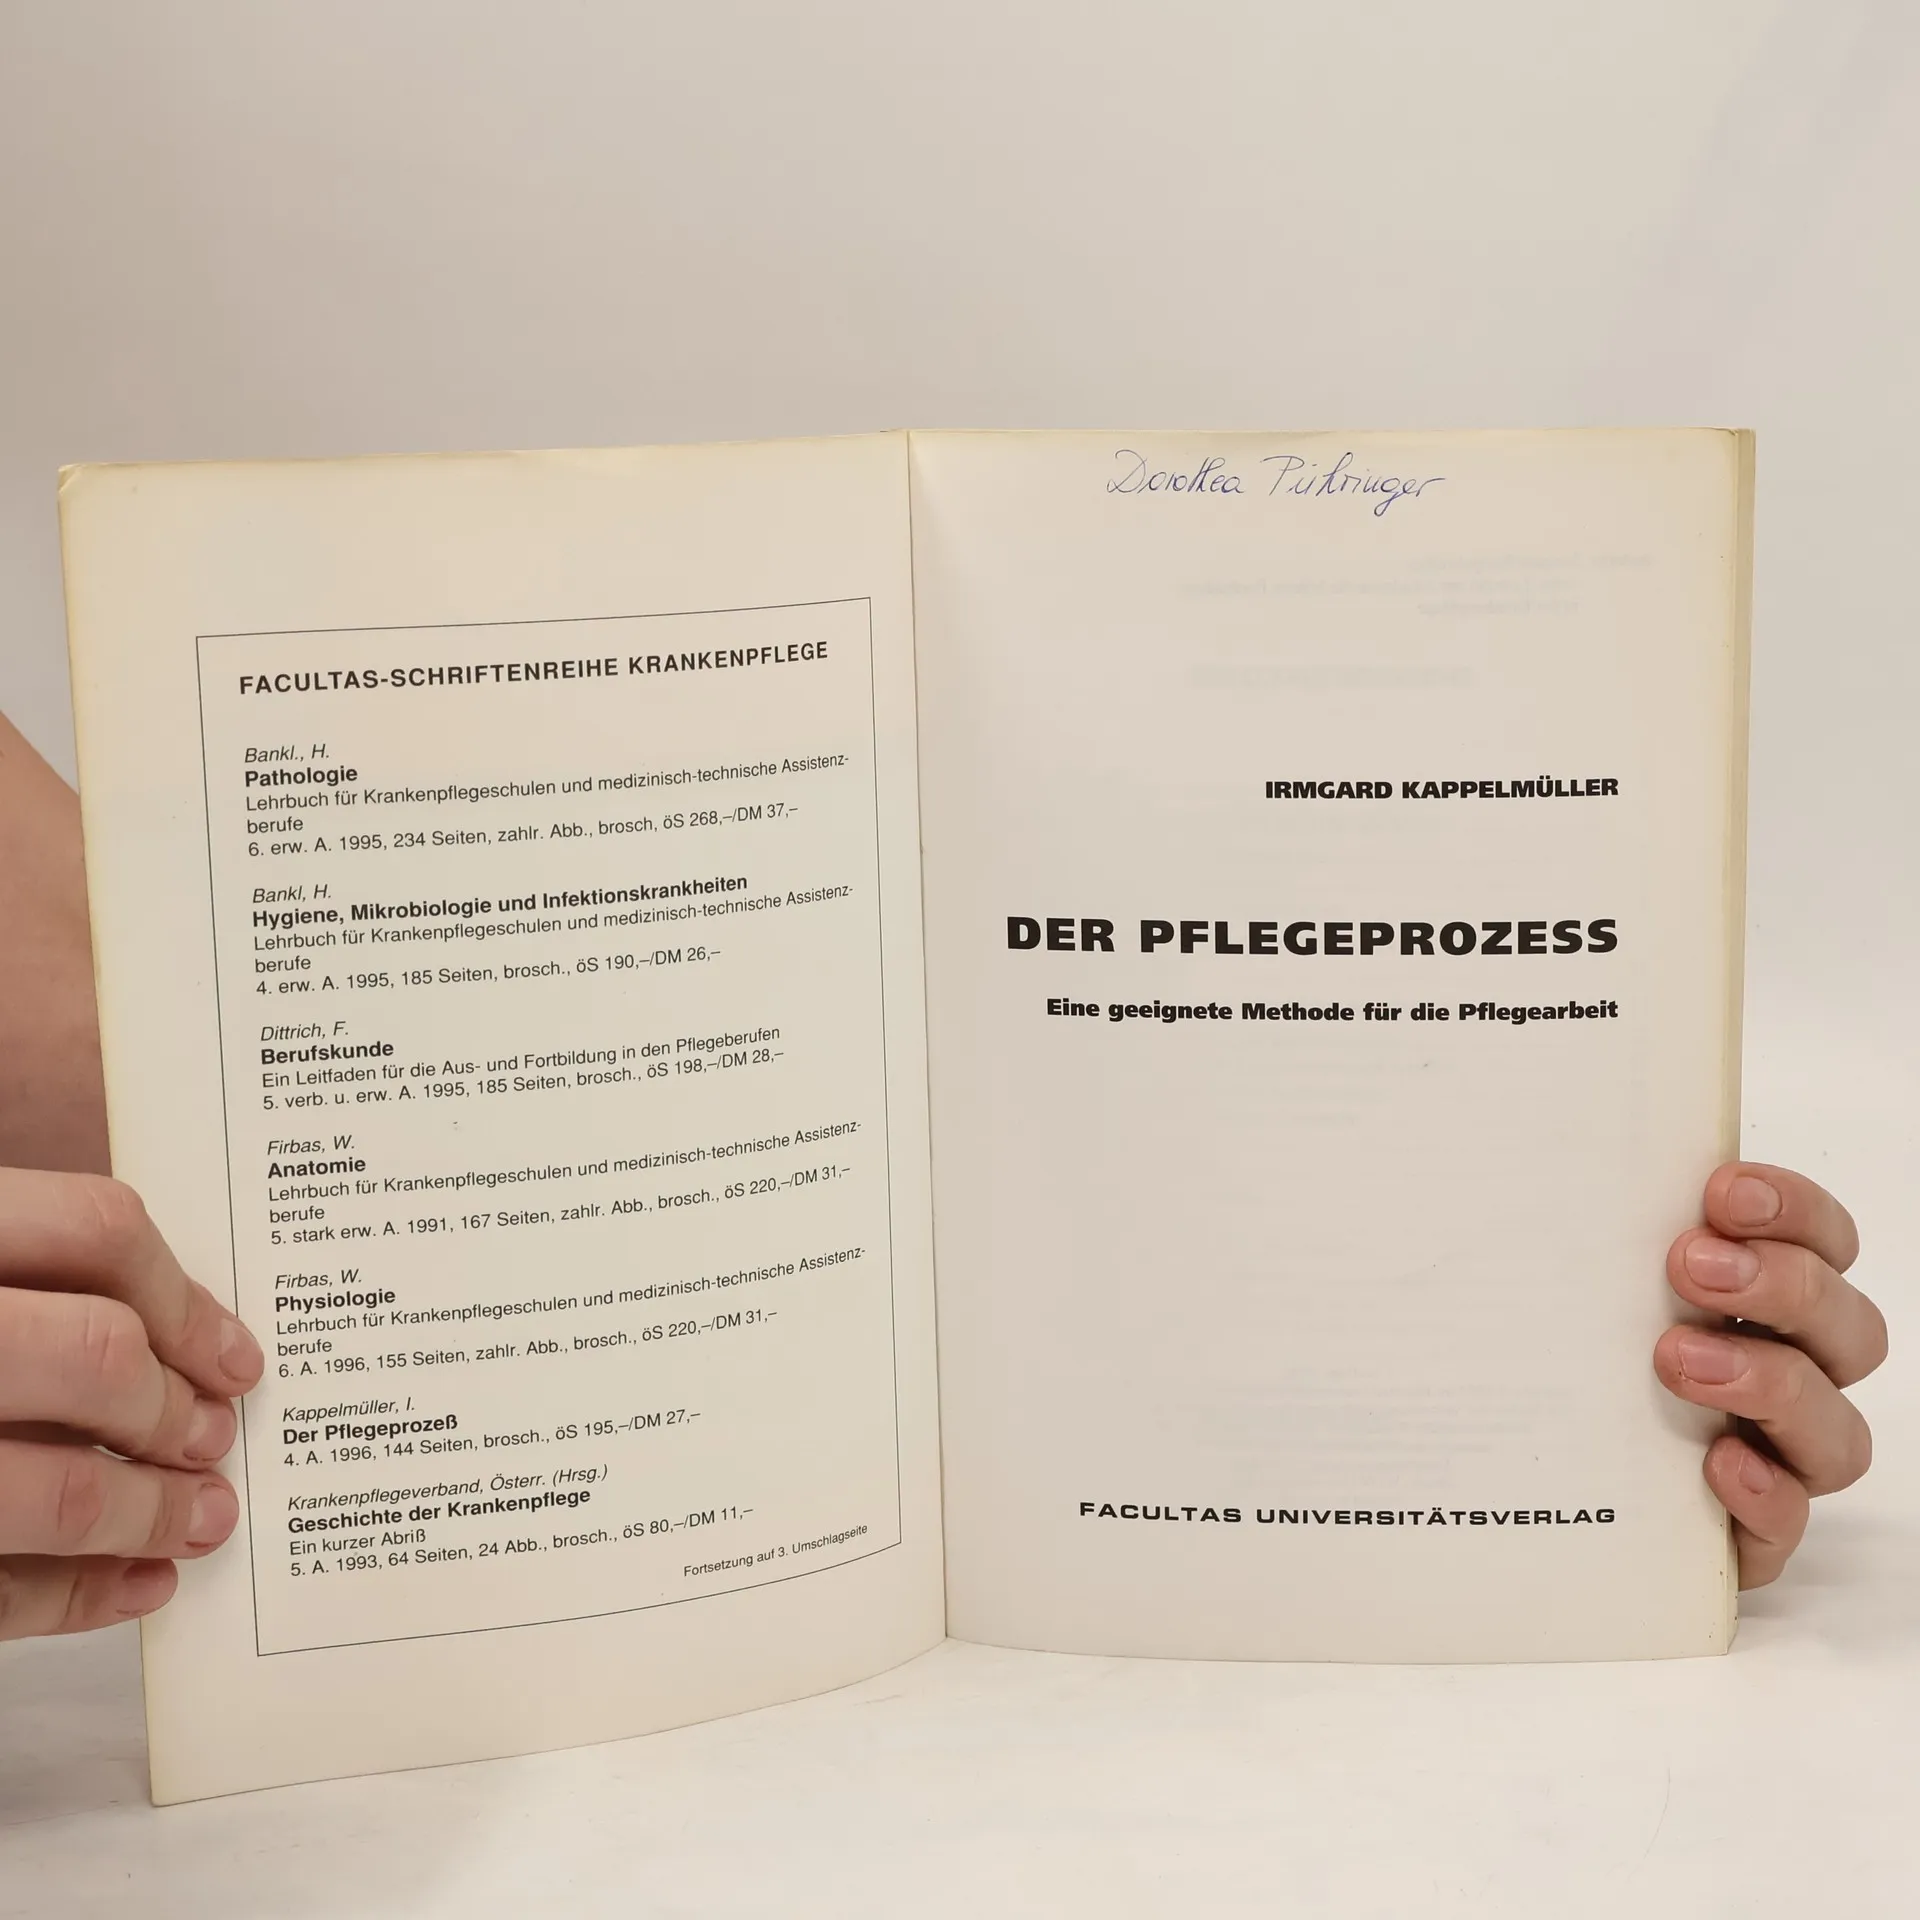 FACULTAS-SCHRIFTENREIHE KRANKENPFLEGE
Bankl., H.
Pathologie
Lehrbuch für Krankenpflegeschulen und medizinisch-technische Assistenz-
berufe
6. erw. A. 1995, 234 Seiten, zahlr. Abb., brosch, öS 268,–/DM 37,–
Bankl, H.
Hygiene, Mikrobiologie und Infektionskrankheiten
Lehrbuch für Krankenpflegeschulen und medizinisch-technische Assistenz-
berufe
4. erw. A. 1995, 185 Seiten, brosch., öS 190,–/DM 26,–
Dittrich, F.
Berufskunde
Ein Leitfaden für die Aus- und Fortbildung in den Pflegeberufen
5. verb. u. erw. A. 1995, 185 Seiten, brosch., öS 198,–/DM 28,–
Firbas, W.
Anatomie
Lehrbuch für Krankenpflegeschulen und medizinisch-technische Assistenz-
berufe
5. stark erw. A. 1991, 167 Seiten, zahlr. Abb., brosch., öS 220,–/DM 31,–
Firbas, W.
Physiologie
Lehrbuch für Krankenpflegeschulen und medizinisch-technische Assistenz-
berufe
6. A. 1996, 155 Seiten, zahlr. Abb., brosch., öS 220,–/DM 31,–
Kappelmüller, I.
Der Pflegeprozeß
4. A. 1996, 144 Seiten, brosch., öS 195,–/DM 27,–
Krankenpflegeverband, Österr. (Hrsg.)
Geschichte der Krankenpflege
Ein kurzer Abriß
5. A. 1993, 64 Seiten, 24 Abb., brosch., öS 80,–/DM 11,–
Fortsetzung auf 3. Umschlagseite
Dorothea Pühringer
IRMGARD KAPPELMÜLLER
DER PFLEGEPROZESS
Eine geeignete Methode für die Pflegearbeit
FACULTAS UNIVERSITÄTSVERLAG